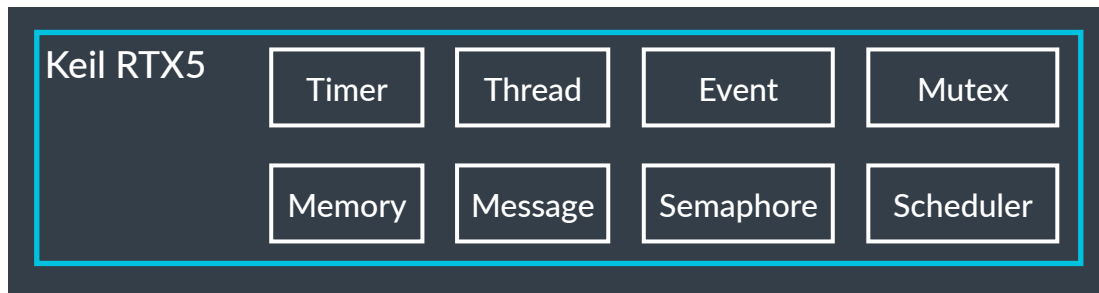 Keil RTX5
Timer
Thread
Event
Mutex
Memory
Message
Semaphore
Scheduler